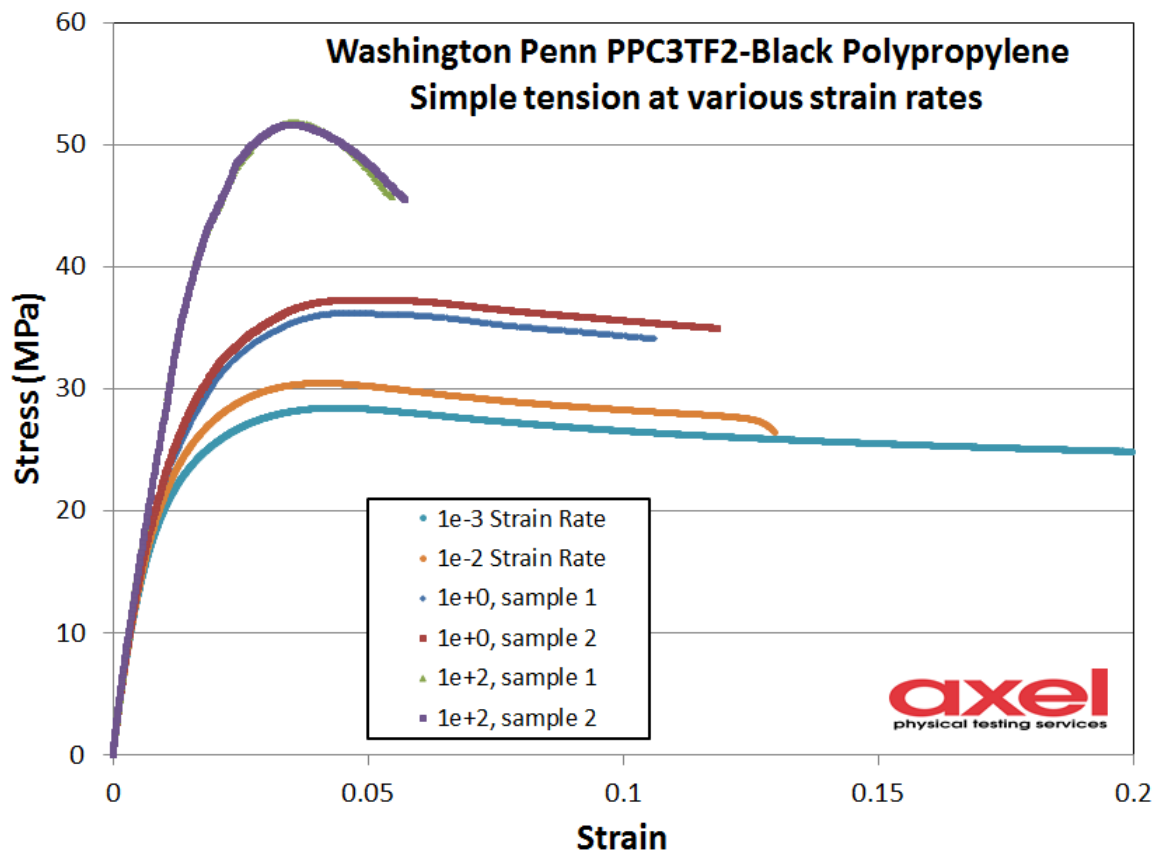 Washington Penn PPC3TF2-Black Polypropylene
Simple tension at various strain rates
60
50
40
30
20
10
0
Stress (MPa)
1e-3 Strain Rate
1e-2 Strain Rate
1e+0, sample 1
1e+0, sample 2
1e+2, sample 1
1e+2, sample 2
axel
physical testing services
0 0.05 0.1 0.15 0.2
Strain